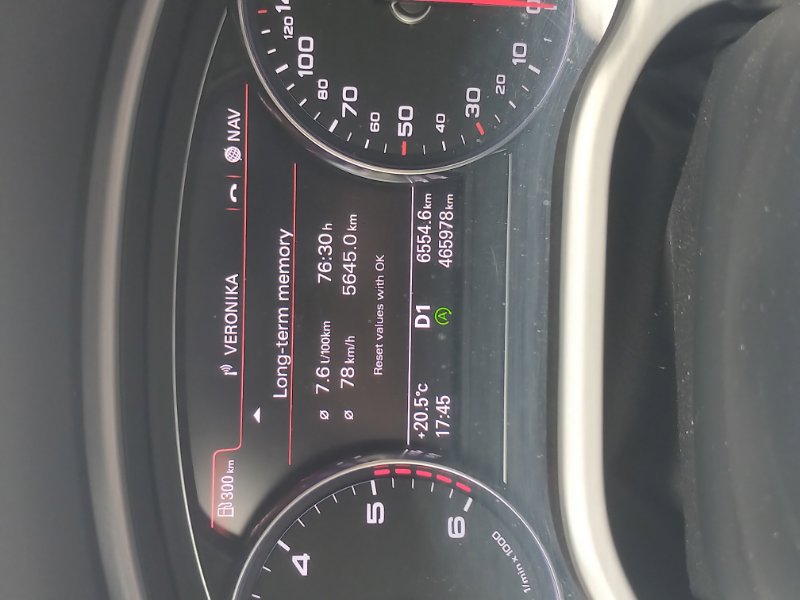 300 km
VERONIKA
NAV
Long-term memory
ø 7.6 l/100km 76:30 h
ø 78 km/h 5645.0 km
Reset values with OK
+20.5°C D1 6554.6 km
17:45 A 465978 km
4
5
6
1/min x 1000
0
10
20
30
40
50
60
70
80
100
120